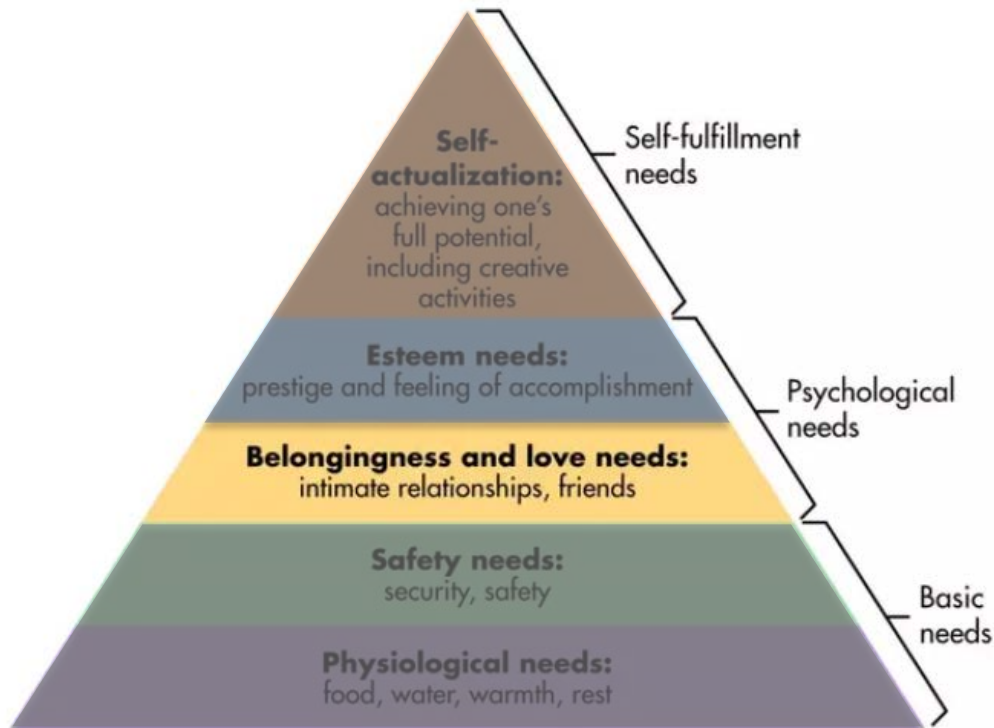 Self-
actualization:
achieving one's
full potential,
including creative
activities
Self-fulfillment
needs
Esteem needs:
prestige and feeling of accomplishment
Psychological
needs
Belongingness and love needs:
intimate relationships, friends
Safety needs:
security, safety
Basic
needs
Physiological needs:
food, water, warmth, rest